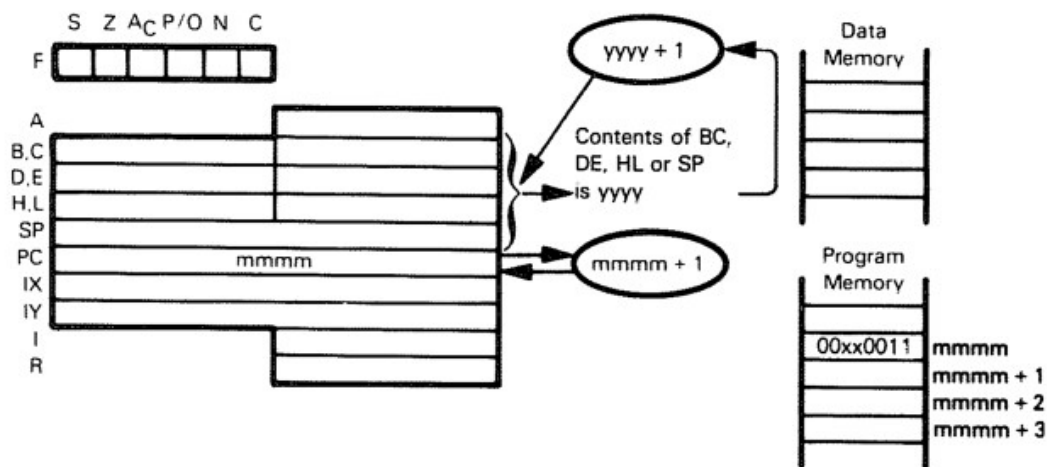 S Z AC P/O N C
F
A
B,C
D,E
H,L
SP
PC
IX
IY
I
R
mmmm
yyyy + 1
Contents of BC,
DE, HL or SP
is yyyy
mmmm + 1
Data
Memory
Program
Memory
00xx0011 mmmm
mmmm + 1
mmmm + 2
mmmm + 3